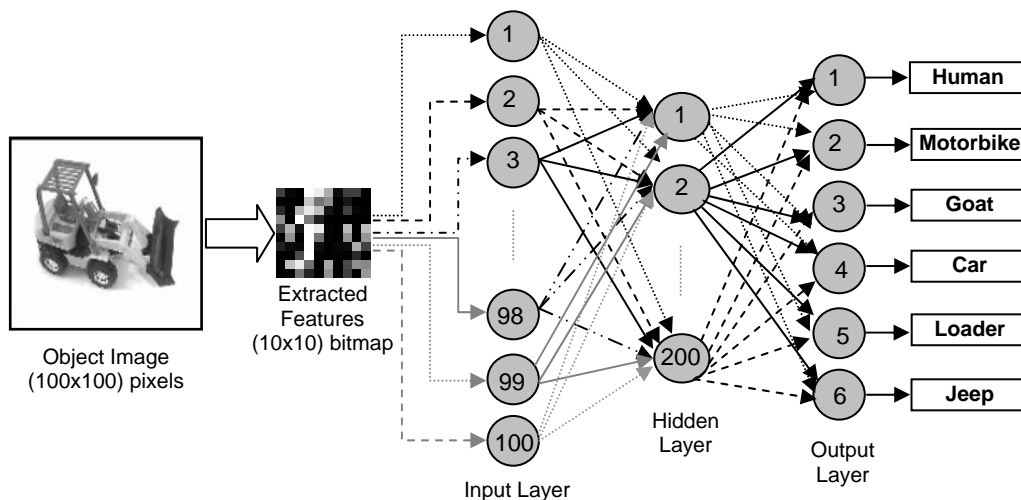 Object Image
(100x100) pixels
Extracted
Features
(10x10) bitmap
1
2
3
98
99
100
Input Layer
1
2
200
Hidden
Layer
1
2
3
4
5
6
Output
Layer
Human
Motorbike
Goat
Car
Loader
Jeep